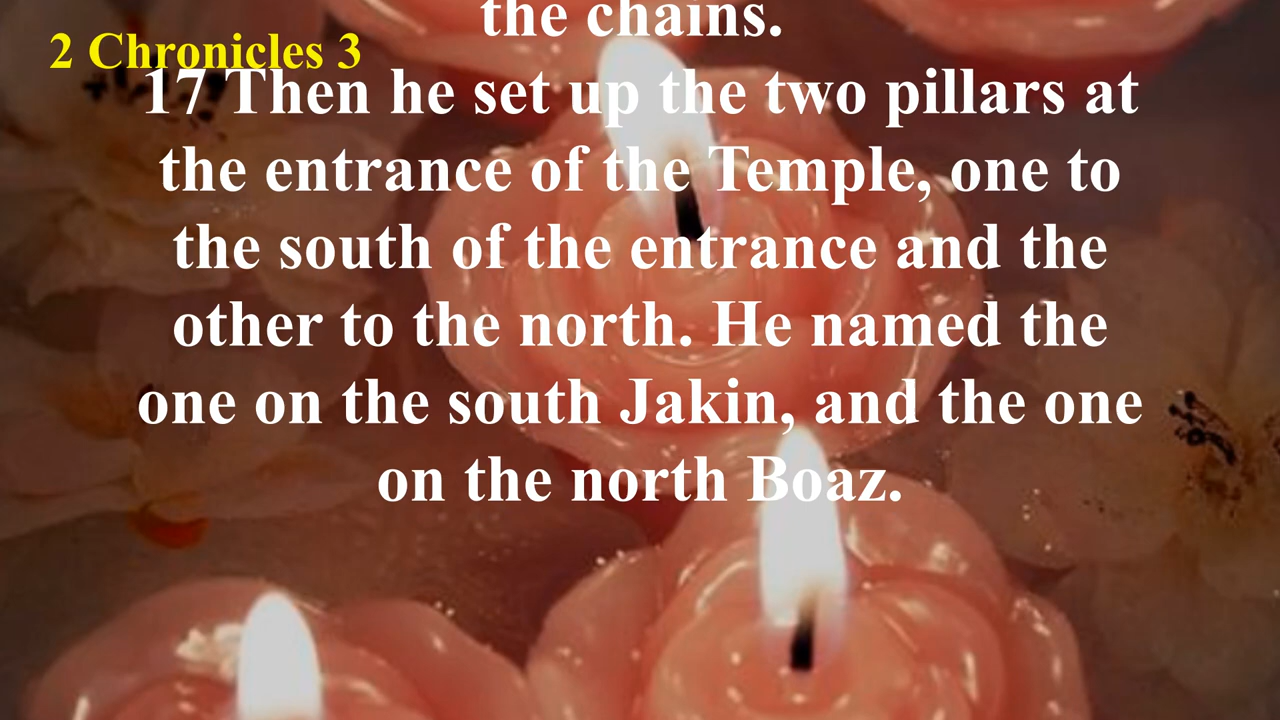 the chains.
2 Chronicles 3
17 Then he set up the two pillars at
the entrance of the Temple, one to
the south of the entrance and the
other to the north. He named the
one on the south Jakin, and the one
on the north Boaz.